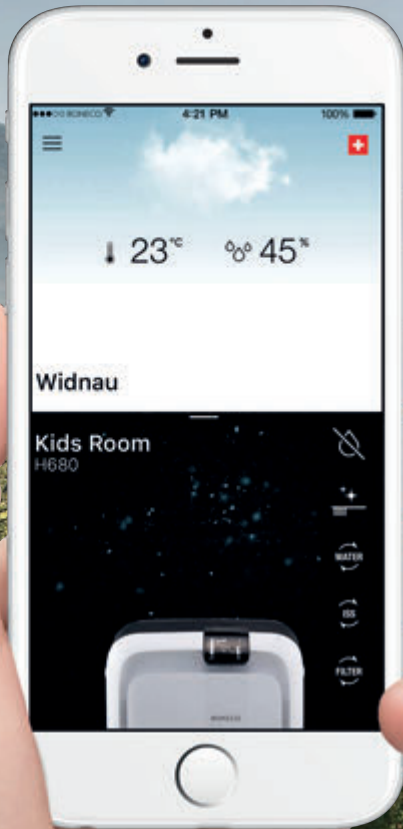 BONECO 4:21 PM 100%
23°C 45%
Widnau
Kids Room
H680
WATER
ISS
FILTER
BONECO